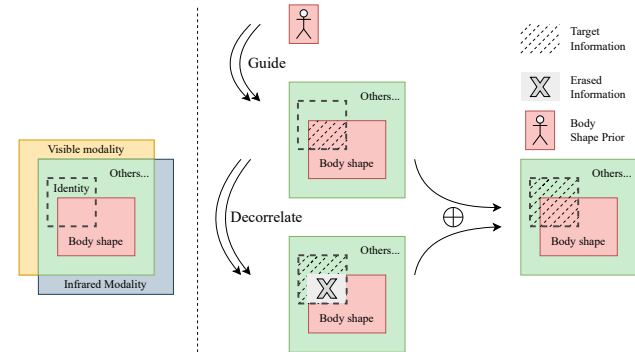 Visible modality
Others...
Identity
Body shape
Infrared Modality
Guide
Others...
Body shape
Decorrelate
Others...
X
Body shape
Others...
Body shape
Target
Information
X
Erased
Information
Body
Shape Prior